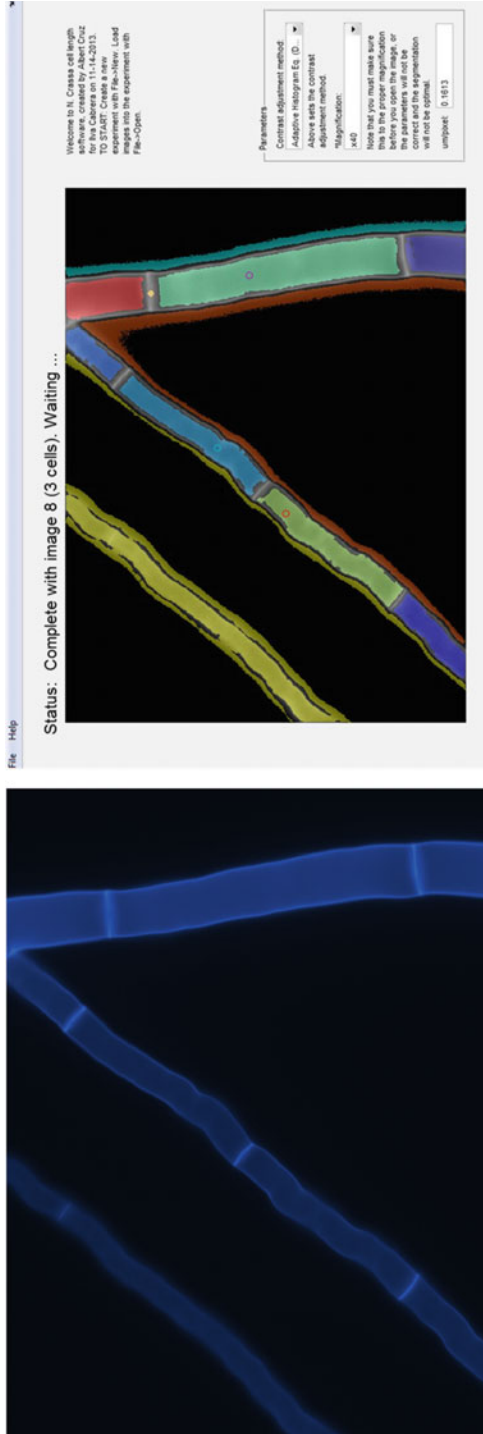 File Help
Status: Complete with image 8 (3 cells). Waiting ...
Welcome to N. Crassa cell length
software, created by Albert Cruz
for Ilva Cabrera on 11-14-2013.
TO START: Create a new
experiment with File->New. Load
images into the experiment with
File->Open.
Parameters
Contrast adjustment method:
Adaptive Histogram Eq. (D...
Above sets the contrast
adjustment method.
*Magnification:
x40
Note that you must make sure
this to the proper magnification
before you open the image, or
the parameters will not be
correct and the segmentation
will not be optimal.
um/pixel: 0.1613